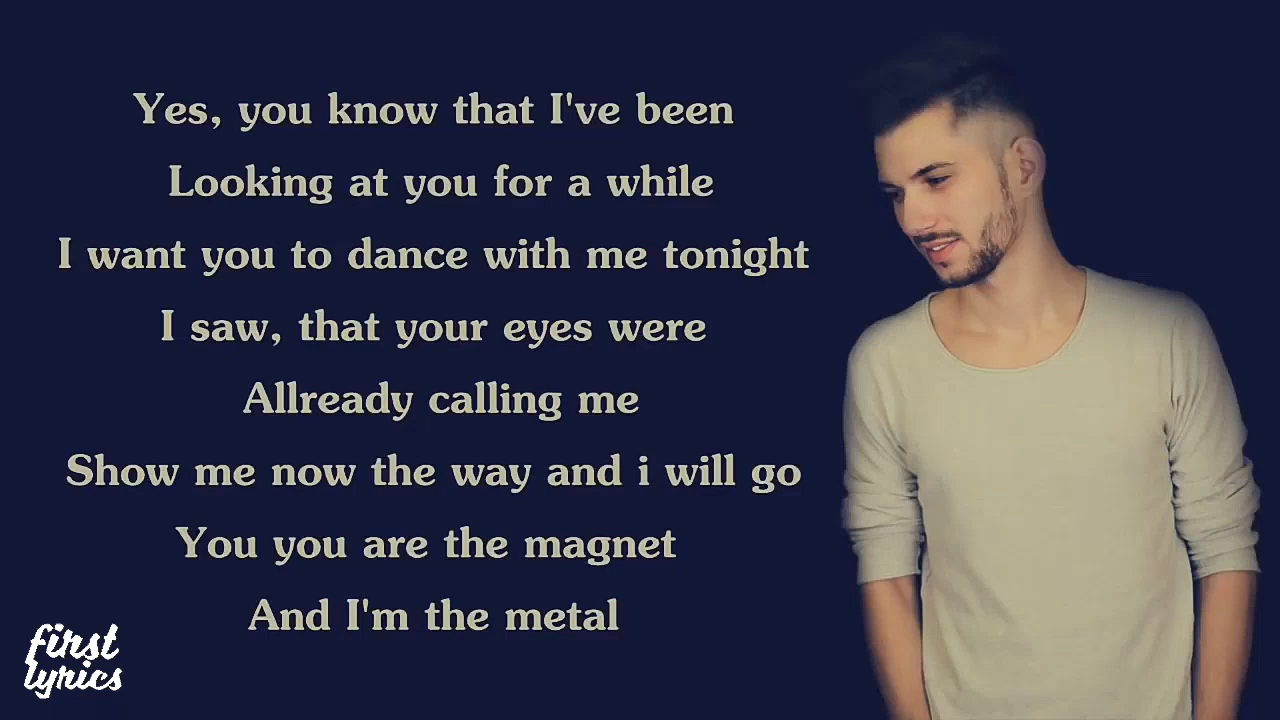 Yes, you know that I've been
Looking at you for a while
I want you to dance with me tonight
I saw, that your eyes were
Allready calling me
Show me now the way and i will go
You you are the magnet
And I'm the metal
first
lyrics